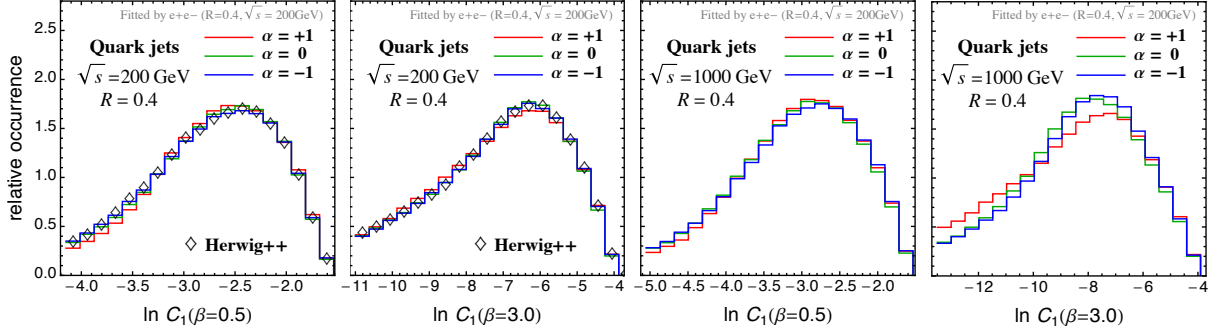 Fitted by e+e− (R=0.4, √s = 200GeV)
Quark jets
√s =200 GeV
R = 0.4
α = +1
α = 0
α = −1
Herwig++
relative occurrence
2.5
2.0
1.5
1.0
0.5
0.0
−4.0 −3.5 −3.0 −2.5 −2.0
ln C₁(β=0.5)
Fitted by e+e− (R=0.4, √s = 200GeV)
Quark jets
√s =200 GeV
R = 0.4
α = +1
α = 0
α = −1
Herwig++
−11 −10 −9 −8 −7 −6 −5 −4
ln C₁(β=3.0)
Fitted by e+e− (R=0.4, √s = 200GeV)
Quark jets
√s =1000 GeV
R = 0.4
α = +1
α = 0
α = −1
−5.0 −4.5 −4.0 −3.5 −3.0 −2.5 −2.0
ln C₁(β=0.5)
Fitted by e+e− (R=0.4, √s = 200GeV)
Quark jets
√s =1000 GeV
R = 0.4
α = +1
α = 0
α = −1
−12 −10 −8 −6 −4
ln C₁(β=3.0)